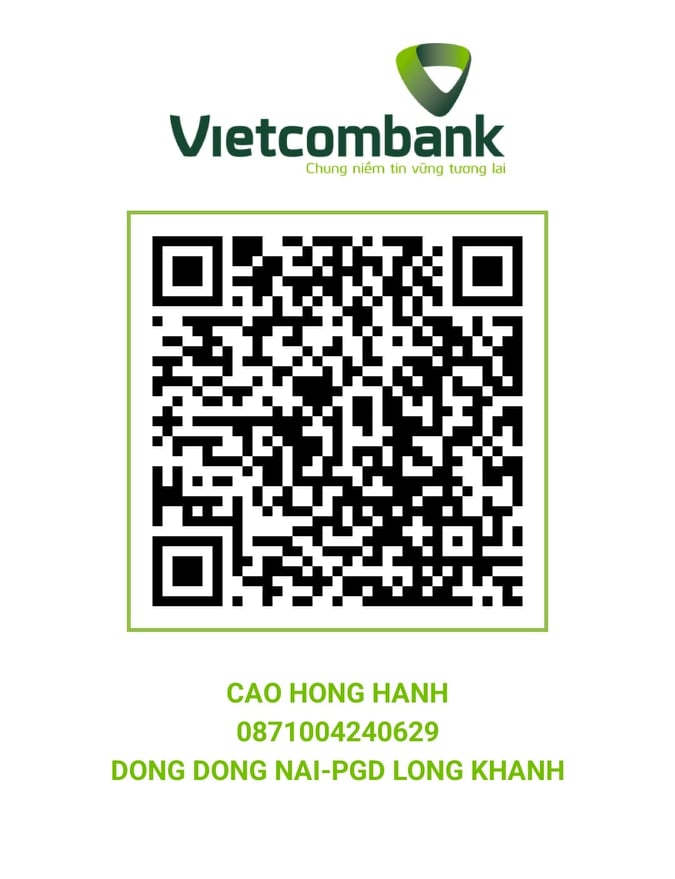 Vietcombank
Chung niềm tin vững tương lai
CAO HONG HANH
0871004240629
DONG DONG NAI-PGD LONG KHANH